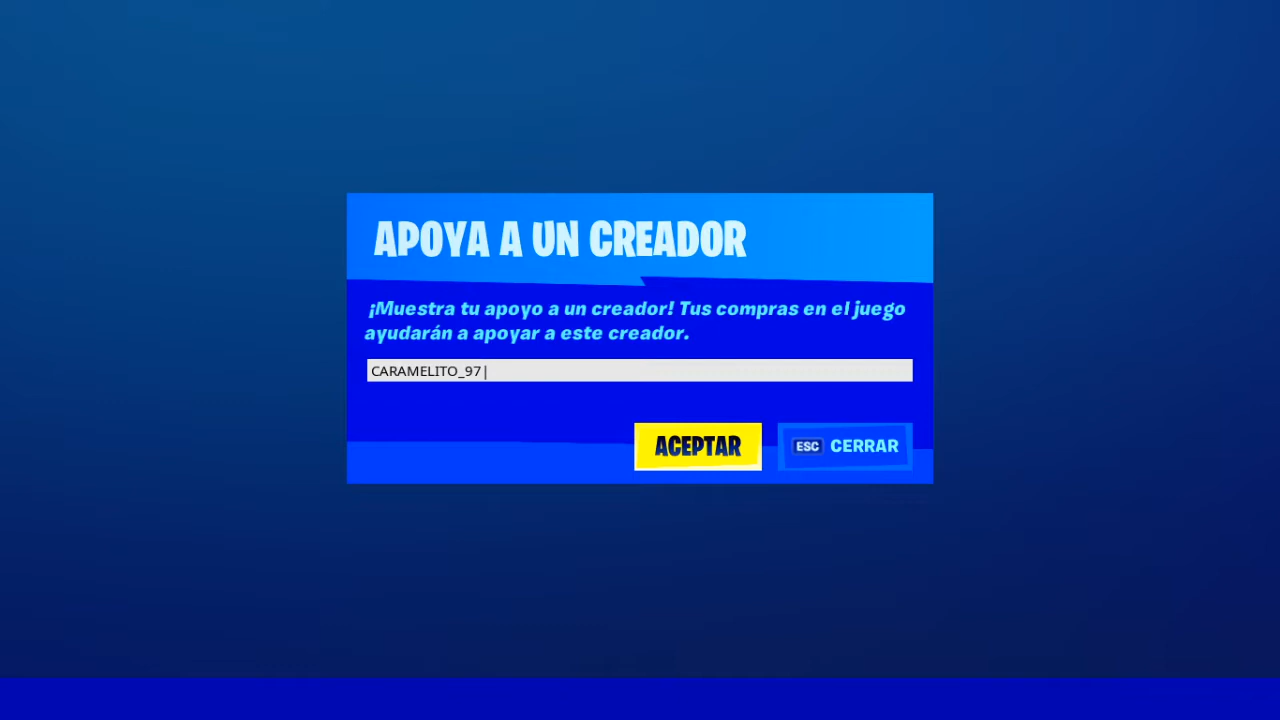 APOYA A UN CREADOR
¡Muestra tu apoyo a un creador! Tus compras en el juego
ayudarán a apoyar a este creador.
CARAMELITO_97|
ACEPTAR
ESC CERRAR